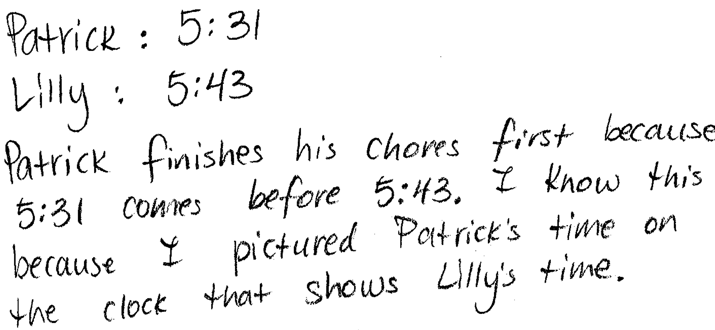 Patrick : 5:31
Lilly : 5:43
Patrick finishes his chores first because
5:31 comes before 5:43. I know this
because I pictured Patrick's time on
the clock that shows Lilly's time.